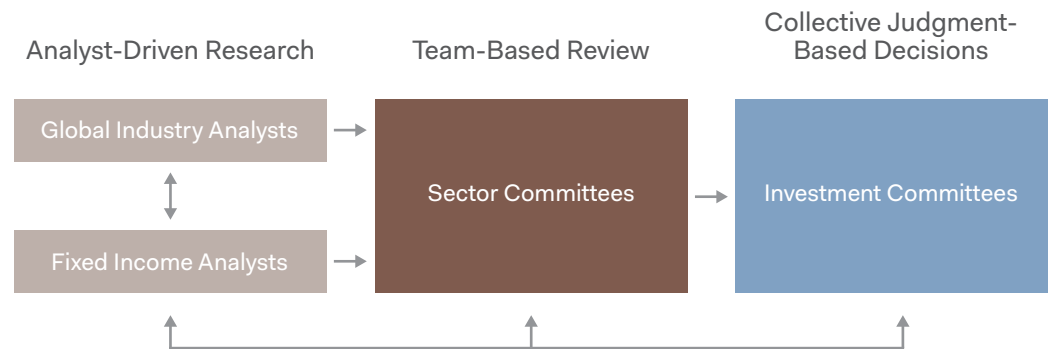 Analyst-Driven Research
Team-Based Review
Collective Judgment-
Based Decisions
Global Industry Analysts
Fixed Income Analysts
Sector Committees
Investment Committees